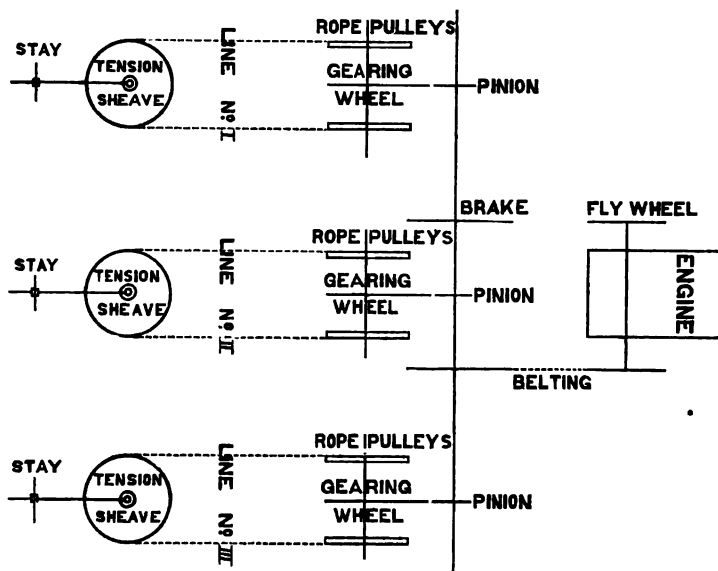 ROPE PULLEYS
STAY
TENSION
SHEAVE
LINE Nº I
GEARING
WHEEL
PINION
BRAKE
FLY WHEEL
ROPE PULLEYS
STAY
TENSION
SHEAVE
LINE Nº II
GEARING
WHEEL
PINION
ENGINE
BELTING
ROPE PULLEYS
STAY
TENSION
SHEAVE
LINE Nº III
GEARING
WHEEL
PINION